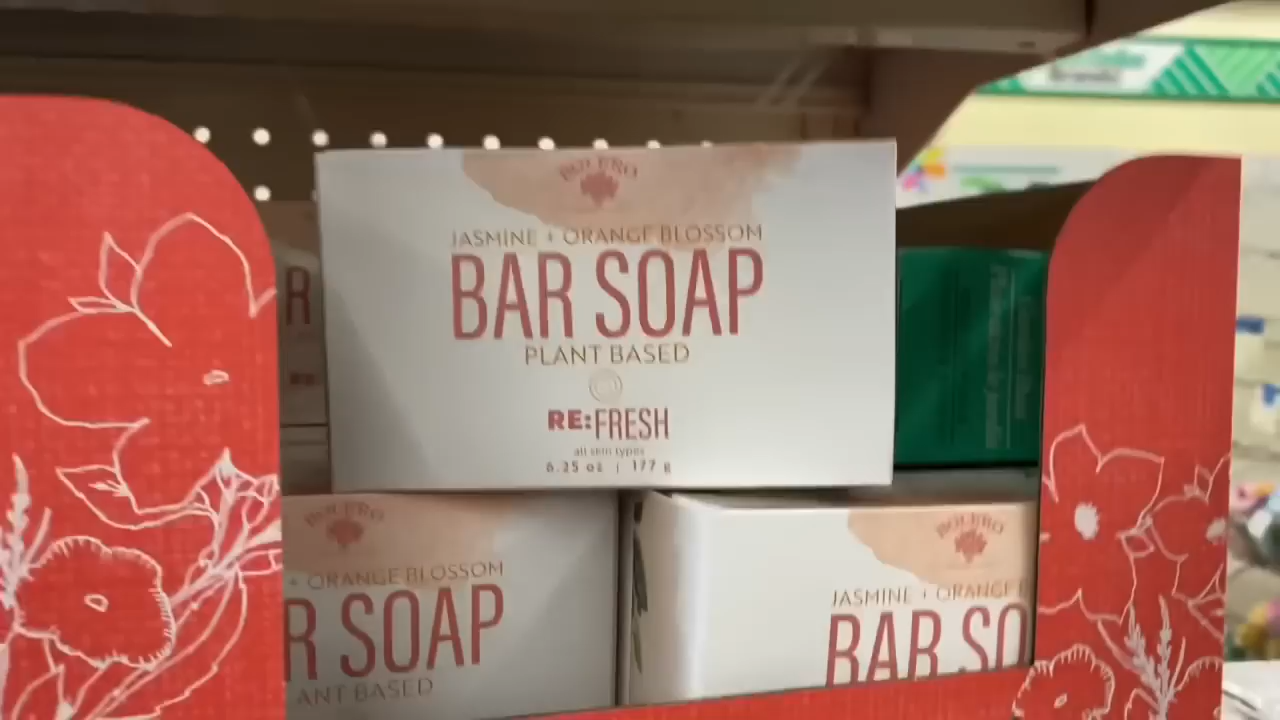 BOLERO
JASMINE + ORANGE BLOSSOM
BAR SOAP
PLANT BASED
RE:FRESH
all skin types
6.25 oz | 177 g
R
BOLERO
+ ORANGE BLOSSOM
R SOAP
ANT BASED
BOLERO
JASMINE + ORANGE
BAR SO